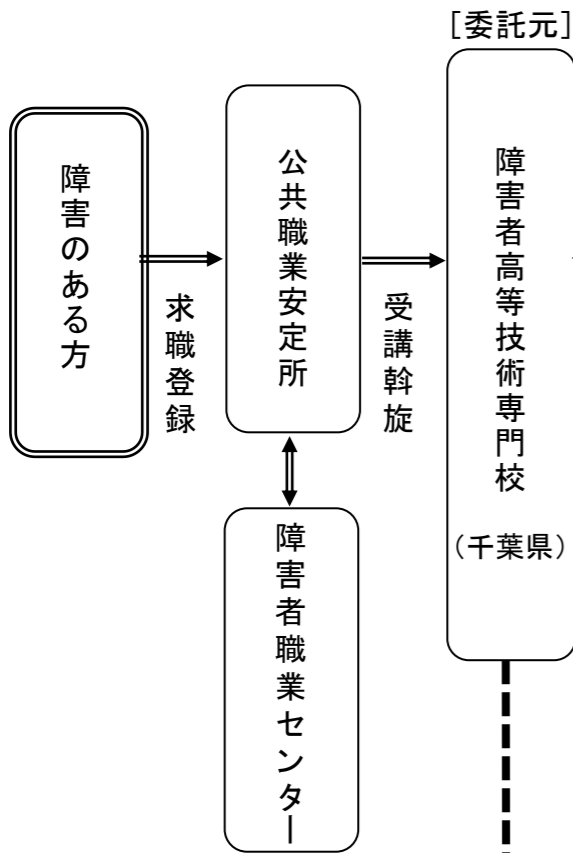 [委託元]
障害のある方
求職登録
公共職業安定所
受講斡旋
障害者高等技術専門校
（千葉県）
障害者職業センター